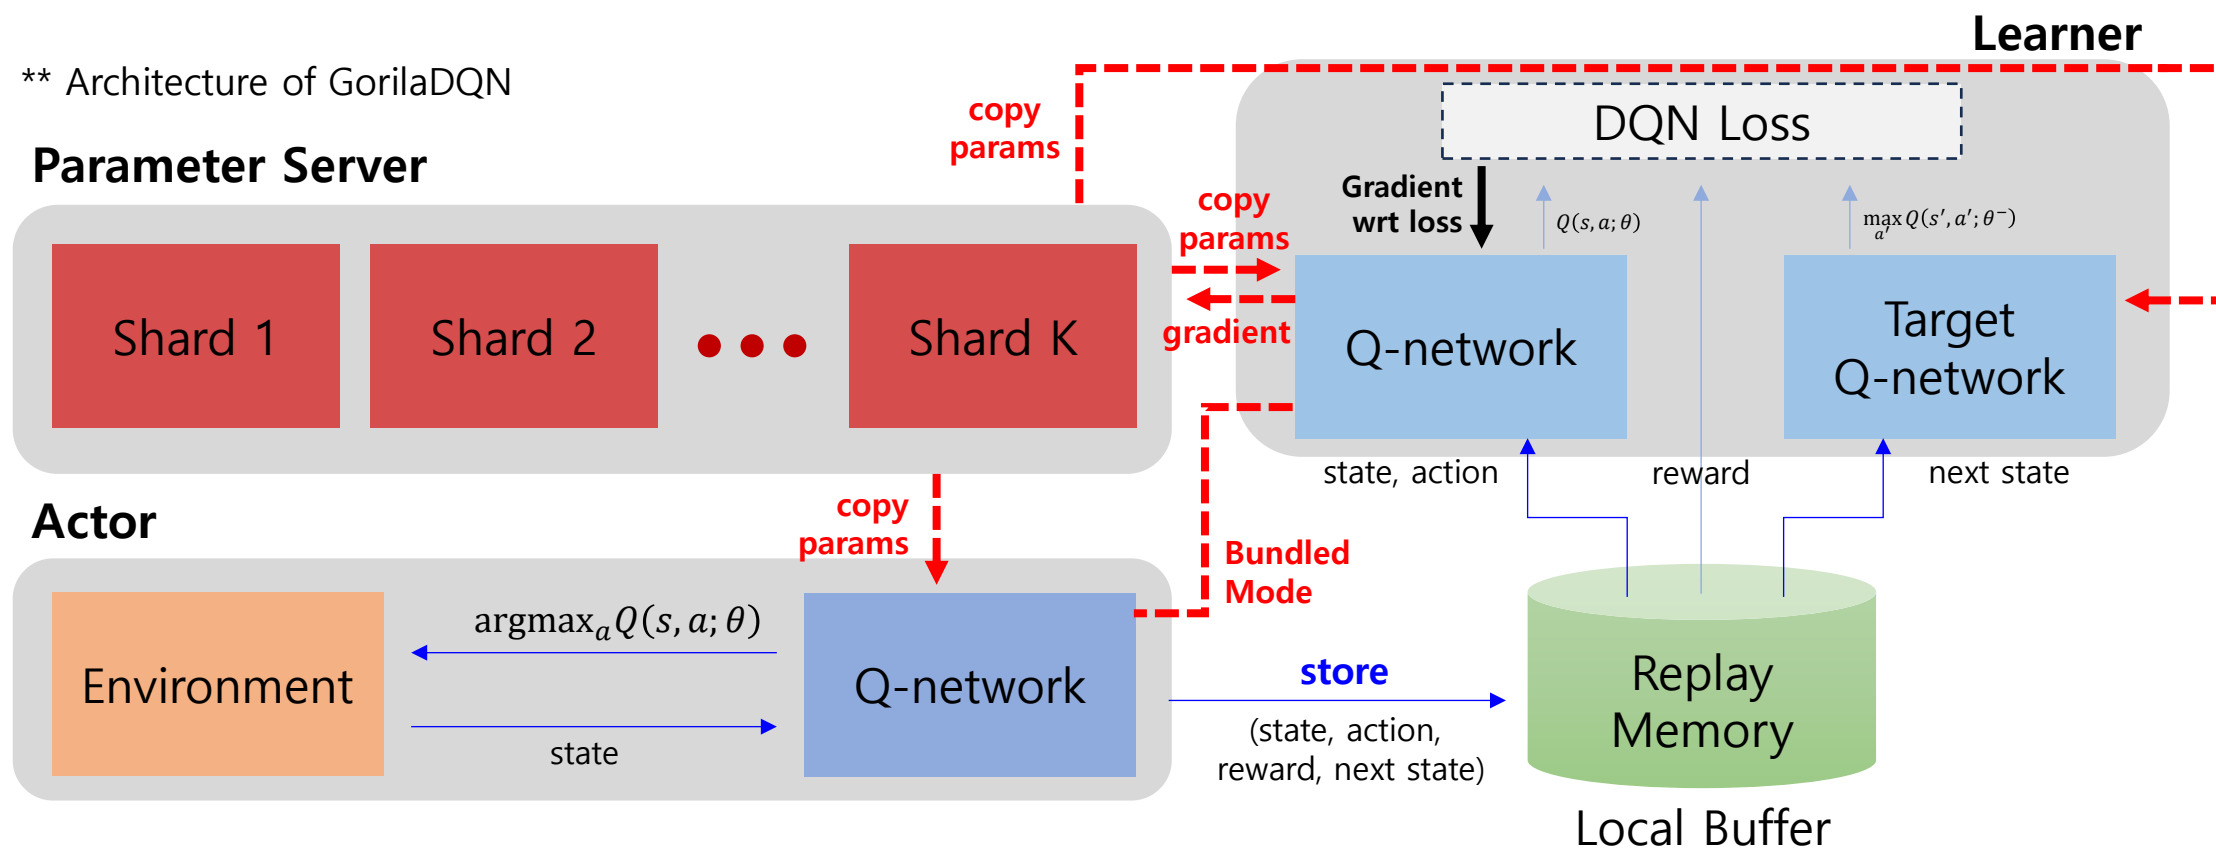 ** Architecture of GorilaDQN
Learner
DQN Loss
copy
params
Parameter Server
Gradient
wrt loss
copy
params
Q(s, a; θ)
max Q(s′, a′; θ⁻)
a′
Shard 1
Shard 2
Shard K
gradient
Q-network
Target
Q-network
state, action
reward
next state
Actor
copy
params
Bundled
Mode
Environment
argmaxₐQ(s, a; θ)
state
Q-network
store
(state, action,
reward, next state)
Replay
Memory
Local Buffer